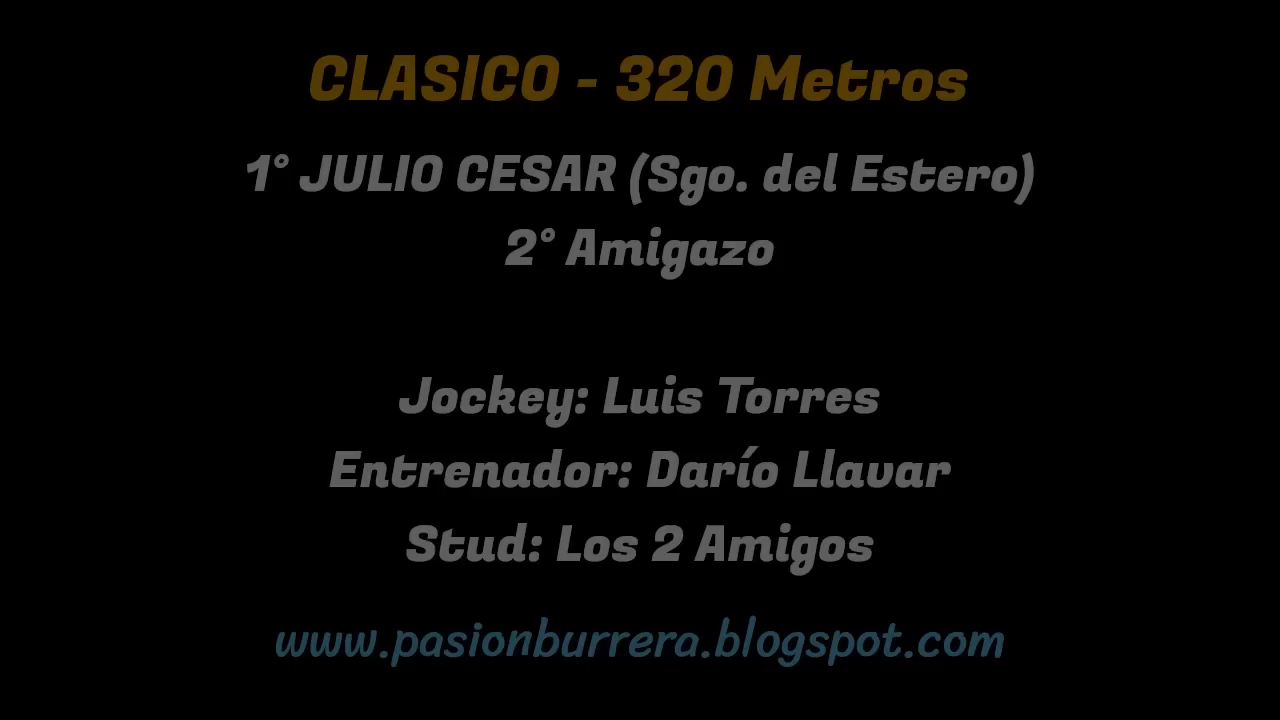 CLASICO - 320 Metros
1° JULIO CESAR (Sgo. del Estero)
2° Amigazo
Jockey: Luis Torres
Entrenador: Darío Llavar
Stud: Los 2 Amigos
www.pasionburrera.blogspot.com